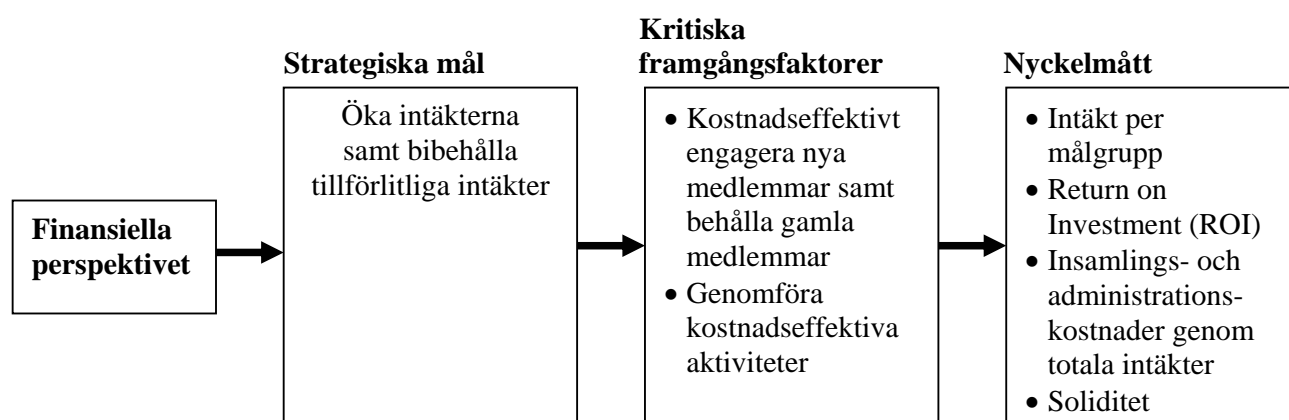 Finansiella
perspektivet
Strategiska mål
Öka intäkterna
samt bibehålla
tillförlitliga intäkter
Kritiska
framgångsfaktorer
• Kostnadseffektivt
engagera nya
medlemmar samt
behålla gamla
medlemmar
• Genomföra
kostnadseffektiva
aktiviteter
Nyckelmått
• Intäkt per
målgrupp
• Return on
Investment (ROI)
• Insamlings- och
administrations-
kostnader genom
totala intäkter
• Soliditet